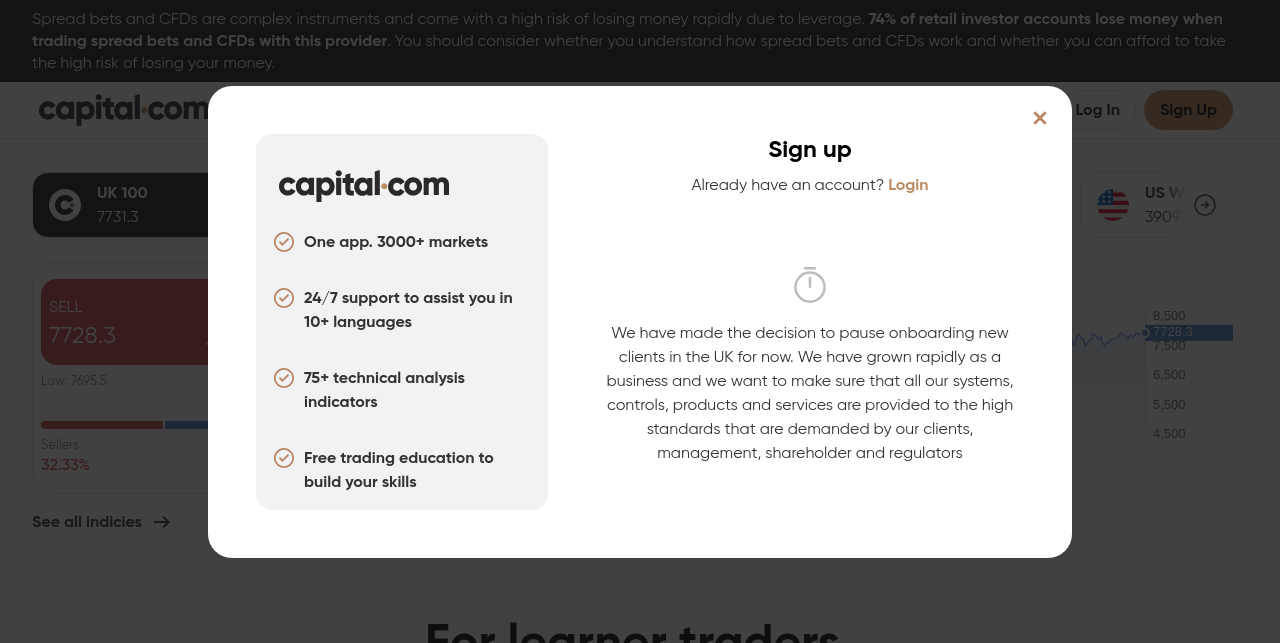 Spread bets and CFDs are complex instruments and come with a high risk of losing money rapidly due to leverage. 74% of retail investor accounts lose money when
trading spread bets and CFDs with this provider. You should consider whether you understand how spread bets and CFDs work and whether you can afford to take
the high risk of losing your money.
capital.com
Log In
Sign Up
UK 100
7731.3
US W
3909
SELL
7728.3
Low: 7695.5
Sellers
32.33%
See all indicies
8,500
7728.3
7,500
6,500
5,500
4,500
capital.com
One app. 3000+ markets
24/7 support to assist you in
10+ languages
75+ technical analysis
indicators
Free trading education to
build your skills
Sign up
Already have an account? Login
We have made the decision to pause onboarding new
clients in the UK for now. We have grown rapidly as a
business and we want to make sure that all our systems,
controls, products and services are provided to the high
standards that are demanded by our clients,
management, shareholder and regulators
For learner traders